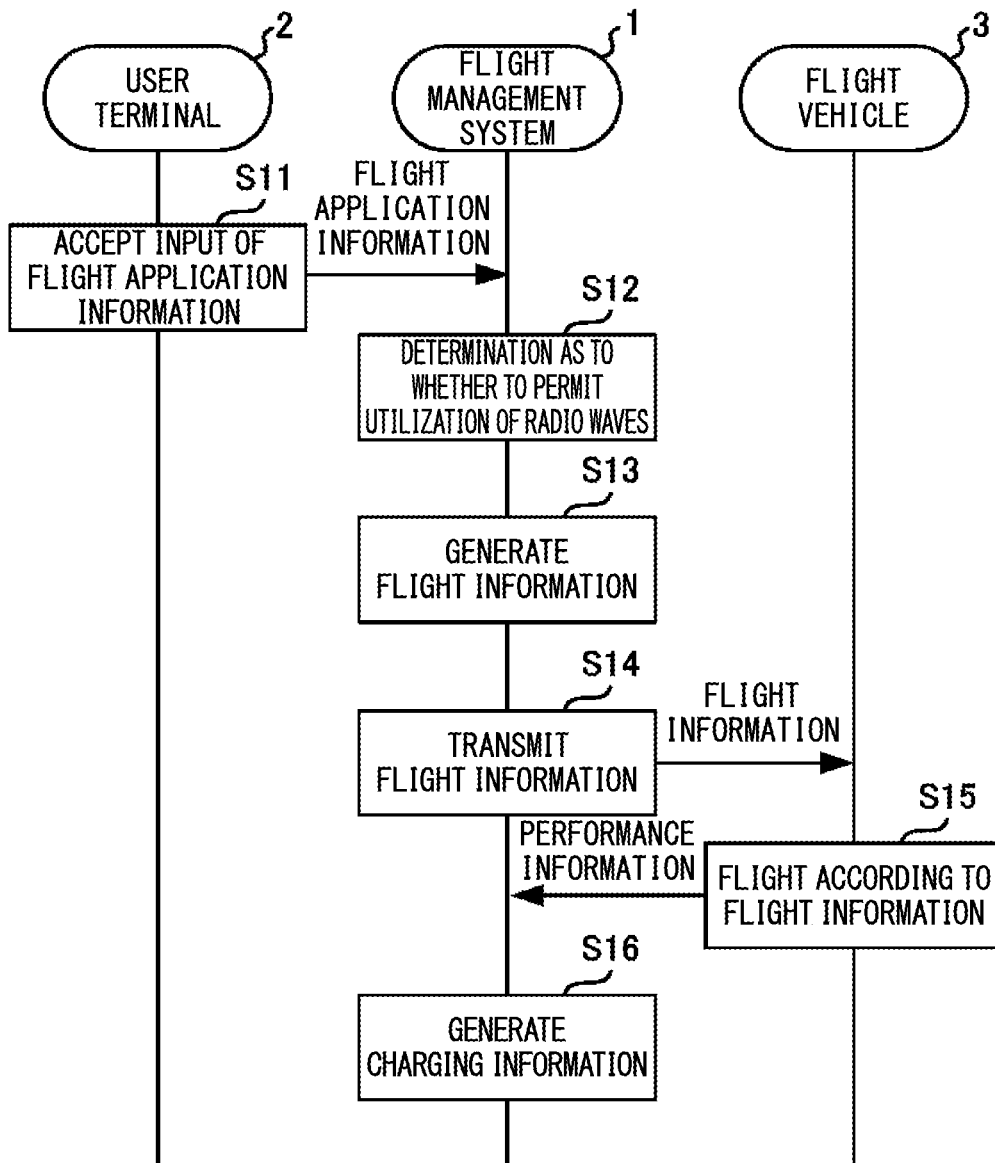 2
1
3
USER
TERMINAL
FLIGHT
MANAGEMENT
SYSTEM
FLIGHT
VEHICLE
S11
FLIGHT
APPLICATION
INFORMATION
ACCEPT INPUT OF
FLIGHT APPLICATION
INFORMATION
S12
DETERMINATION AS TO
WHETHER TO PERMIT
UTILIZATION OF RADIO WAVES
S13
GENERATE
FLIGHT INFORMATION
S14
FLIGHT
INFORMATION
TRANSMIT
FLIGHT INFORMATION
S15
PERFORMANCE
INFORMATION
FLIGHT ACCORDING TO
FLIGHT INFORMATION
S16
GENERATE
CHARGING INFORMATION